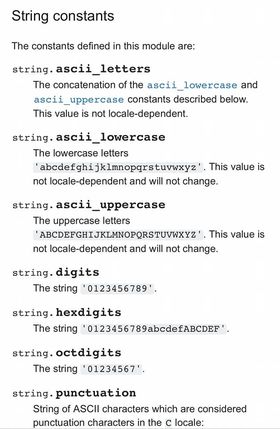 String constants
The constants defined in this module are:
string.ascii_letters
The concatenation of the ascii_lowercase and
ascii_uppercase constants described below.
This value is not locale-dependent.
string.ascii_lowercase
The lowercase letters
'abcdefghijklmnopqrstuvwxyz'. This value is
not locale-dependent and will not change.
string.ascii_uppercase
The uppercase letters
'ABCDEFGHIJKLMNOPQRSTUVWXYZ'. This value is
not locale-dependent and will not change.
string.digits
The string '0123456789'.
string.hexdigits
The string '0123456789abcdefABCDEF'.
string.octdigits
The string '01234567'.
string.punctuation
String of ASCII characters which are considered
punctuation characters in the C locale: